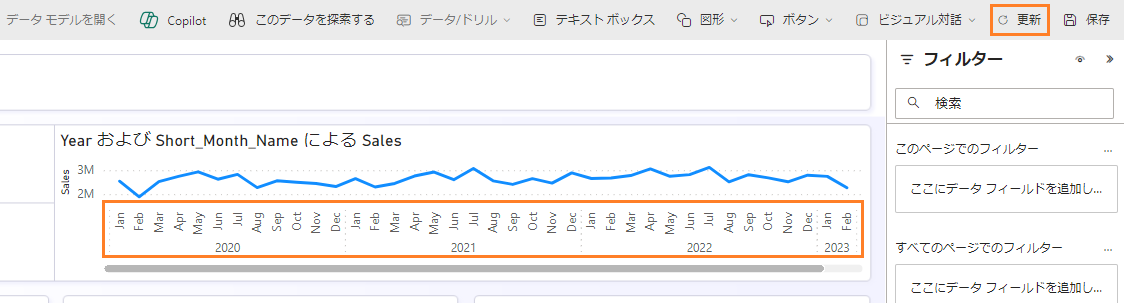 データ モデルを開く Copilot このデータを探索する データ/ドリル テキスト ボックス 図形 ボタン ビジュアル対話 更新 保存
フィルター
検索
Year および Short_Month_Name による Sales
このページでのフィルター ...
Sales
3M
2M
ここにデータ フィールドを追加し...
Jan Feb Mar Apr May Jun Jul Aug Sep Oct Nov Dec Jan Feb Mar Apr May Jun Jul Aug Sep Oct Nov Dec Jan Feb Mar Apr May Jun Jul Aug Sep Oct Nov Dec Jan Feb
2020 2021 2022 2023
すべてのページでのフィルター ...
ここにデータ フィールドを追加し...